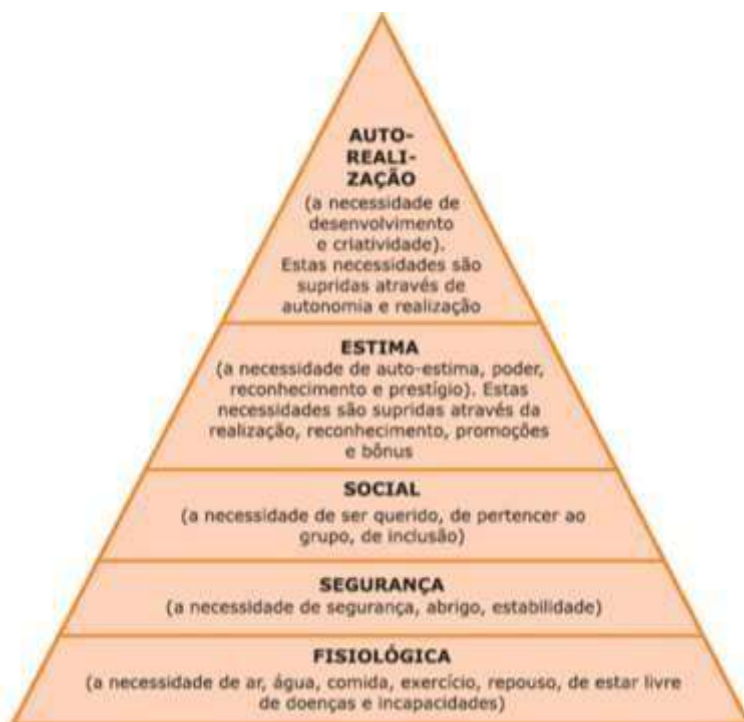 AUTO-
REALI-
ZAÇÃO
(a necessidade de
desenvolvimento
e criatividade).
Estas necessidades são
supridas através de
autonomia e realização
ESTIMA
(a necessidade de auto-estima, poder,
reconhecimento e prestígio). Estas
necessidades são supridas através da
realização, reconhecimento, promoções
e bônus
SOCIAL
(a necessidade de ser querido, de pertencer ao
grupo, de inclusão)
SEGURANÇA
(a necessidade de segurança, abrigo, estabilidade)
FISIOLÓGICA
(a necessidade de ar, água, comida, exercício, repouso, de estar livre
de doenças e incapacidades)